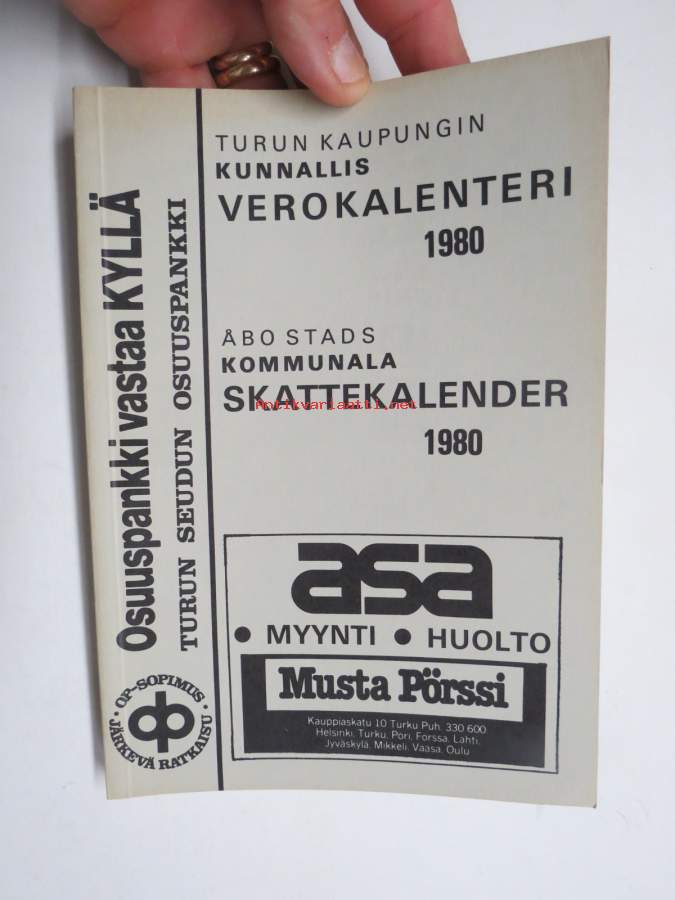 Osuuspankki vastaa KYLLÄ
TURUN SEUDUN OSUUSPANKKI
• OP-SOPIMUS •
JÄRKEVÄ RATKAISU
TURUN KAUPUNGIN
KUNNALLIS
VEROKALENTERI
1980
ÅBO STADS
KOMMUNALA
SKATTEKALENDER
antikvariaatti.net
1980
asa
• MYYNTI • HUOLTO
Musta Pörssi
Kauppiaskatu 10 Turku Puh. 330 600
Helsinki, Turku, Pori, Forssa, Lahti,
Jyväskylä, Mikkeli, Vaasa, Oulu